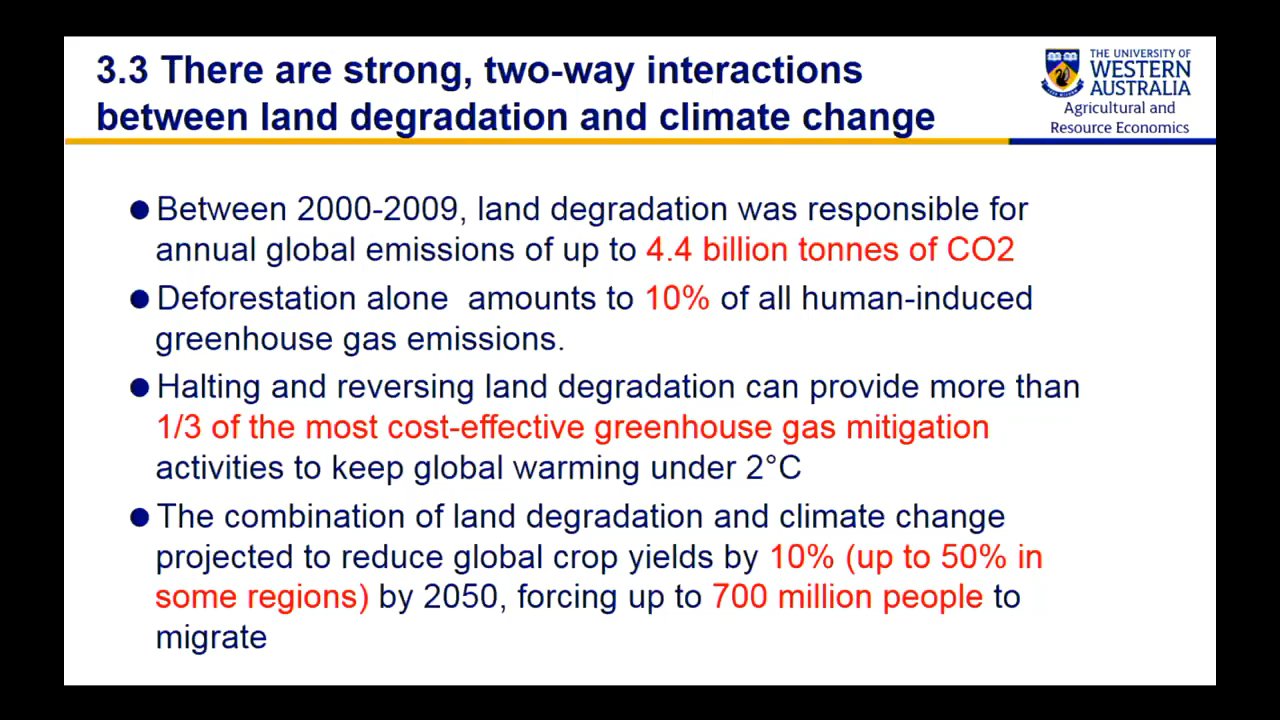 3.3 There are strong, two-way interactions
between land degradation and climate change
THE UNIVERSITY OF
WESTERN
AUSTRALIA
Agricultural and
Resource Economics
● Between 2000-2009, land degradation was responsible for
annual global emissions of up to 4.4 billion tonnes of CO2
● Deforestation alone  amounts to 10% of all human-induced
greenhouse gas emissions.
● Halting and reversing land degradation can provide more than
1/3 of the most cost-effective greenhouse gas mitigation
activities to keep global warming under 2°C
● The combination of land degradation and climate change
projected to reduce global crop yields by 10% (up to 50% in
some regions) by 2050, forcing up to 700 million people to
migrate